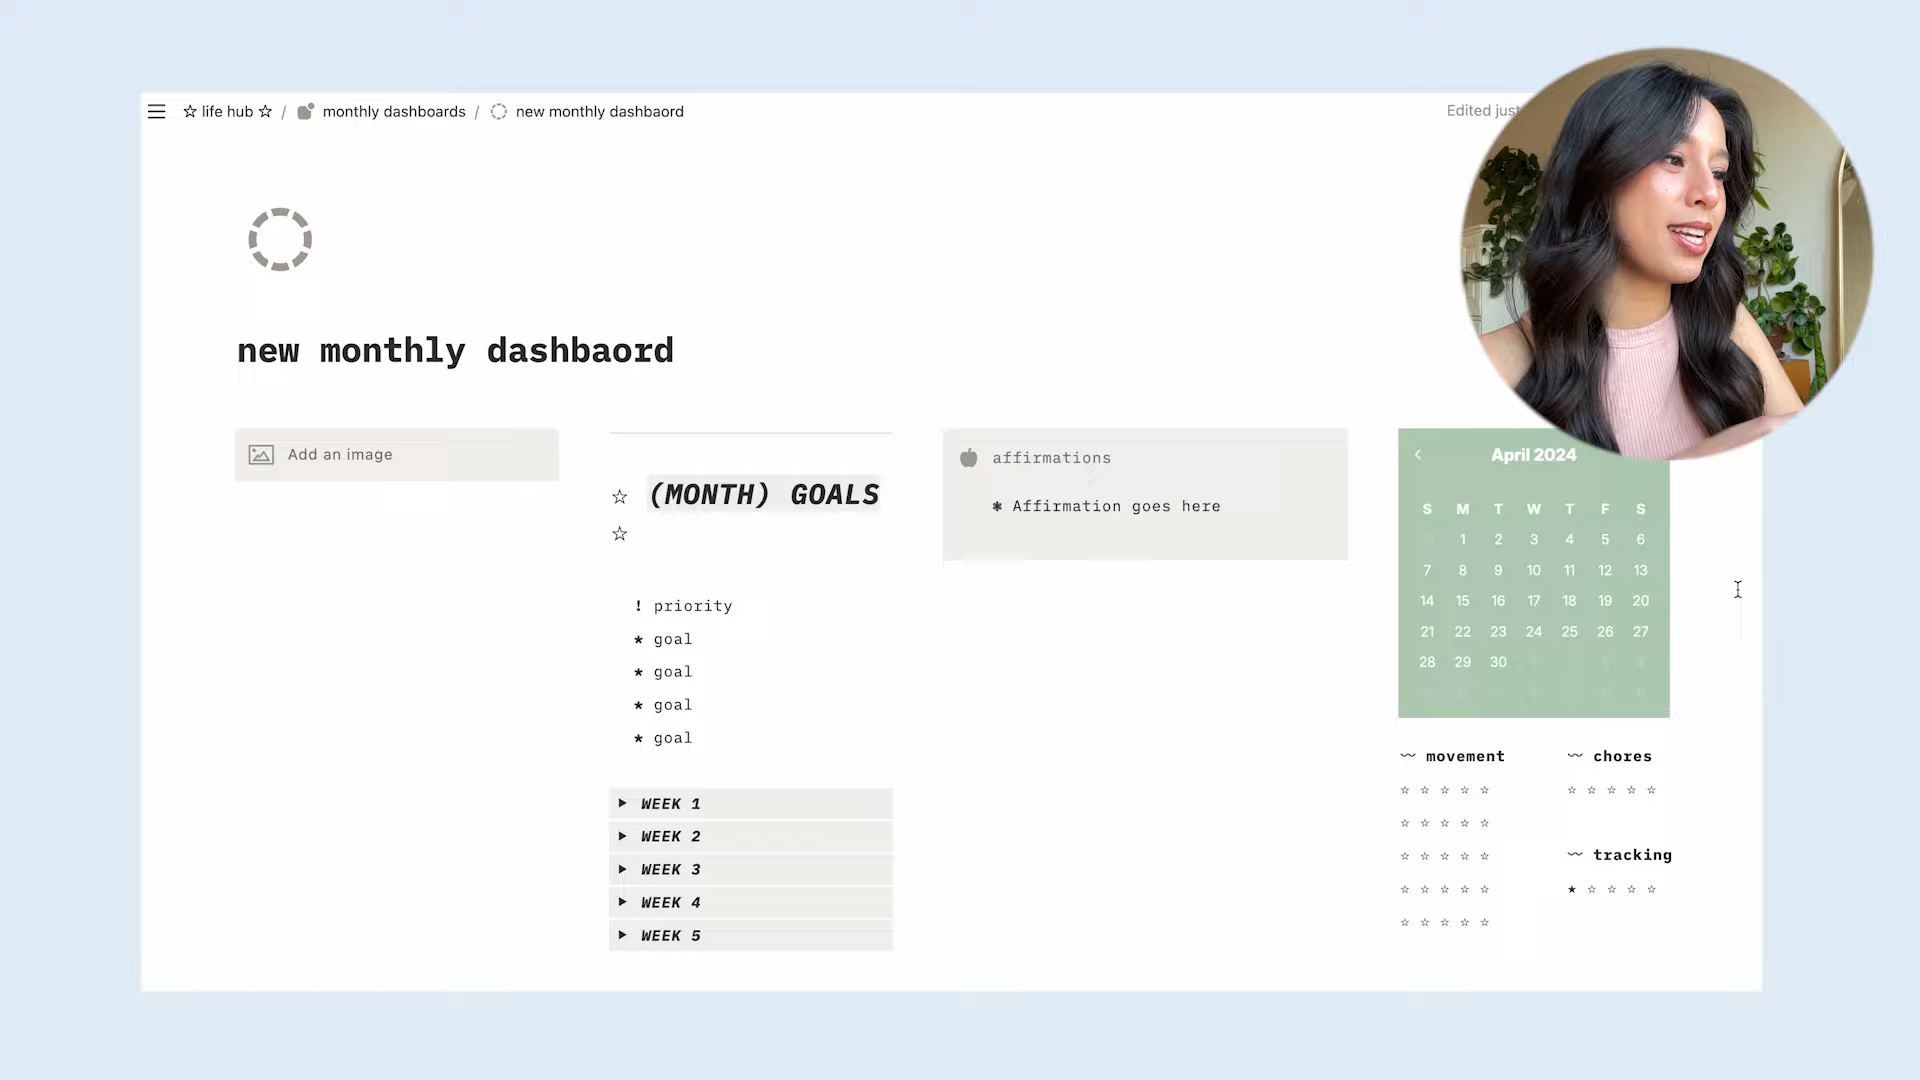 ☆ life hub ☆ / monthly dashboards / new monthly dashbaord
Edited just
new monthly dashbaord
Add an image
☆ (MONTH) GOALS
☆
! priority
* goal
* goal
* goal
* goal
▶ WEEK 1
▶ WEEK 2
▶ WEEK 3
▶ WEEK 4
▶ WEEK 5
affirmations
✱ Affirmation goes here
‹ April 2024
S M T W T F S
1 2 3 4 5 6
7 8 9 10 11 12 13
14 15 16 17 18 19 20
21 22 23 24 25 26 27
28 29 30
〰 movement
☆ ☆ ☆ ☆ ☆
☆ ☆ ☆ ☆ ☆
☆ ☆ ☆ ☆ ☆
☆ ☆ ☆ ☆ ☆
☆ ☆ ☆ ☆ ☆
〰 chores
☆ ☆ ☆ ☆ ☆
〰 tracking
★ ☆ ☆ ☆ ☆